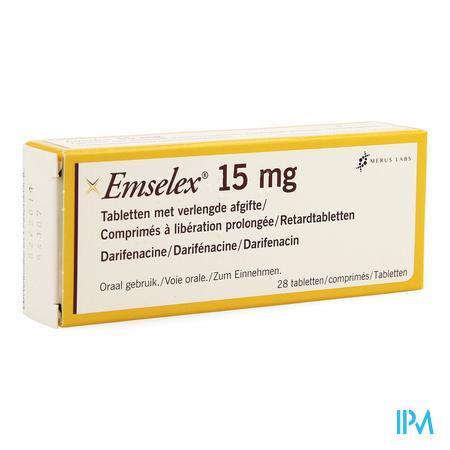 Emselex® 15 mg
MERUS LABS
Tabletten met verlengde afgifte/
Comprimés à libération prolongée/Retardtabletten
Darifenacine/Darifénacine/Darifenacin
Oraal gebruik./Voie orale./Zum Einnehmen.
28 tabletten/comprimés/Tabletten
IPM